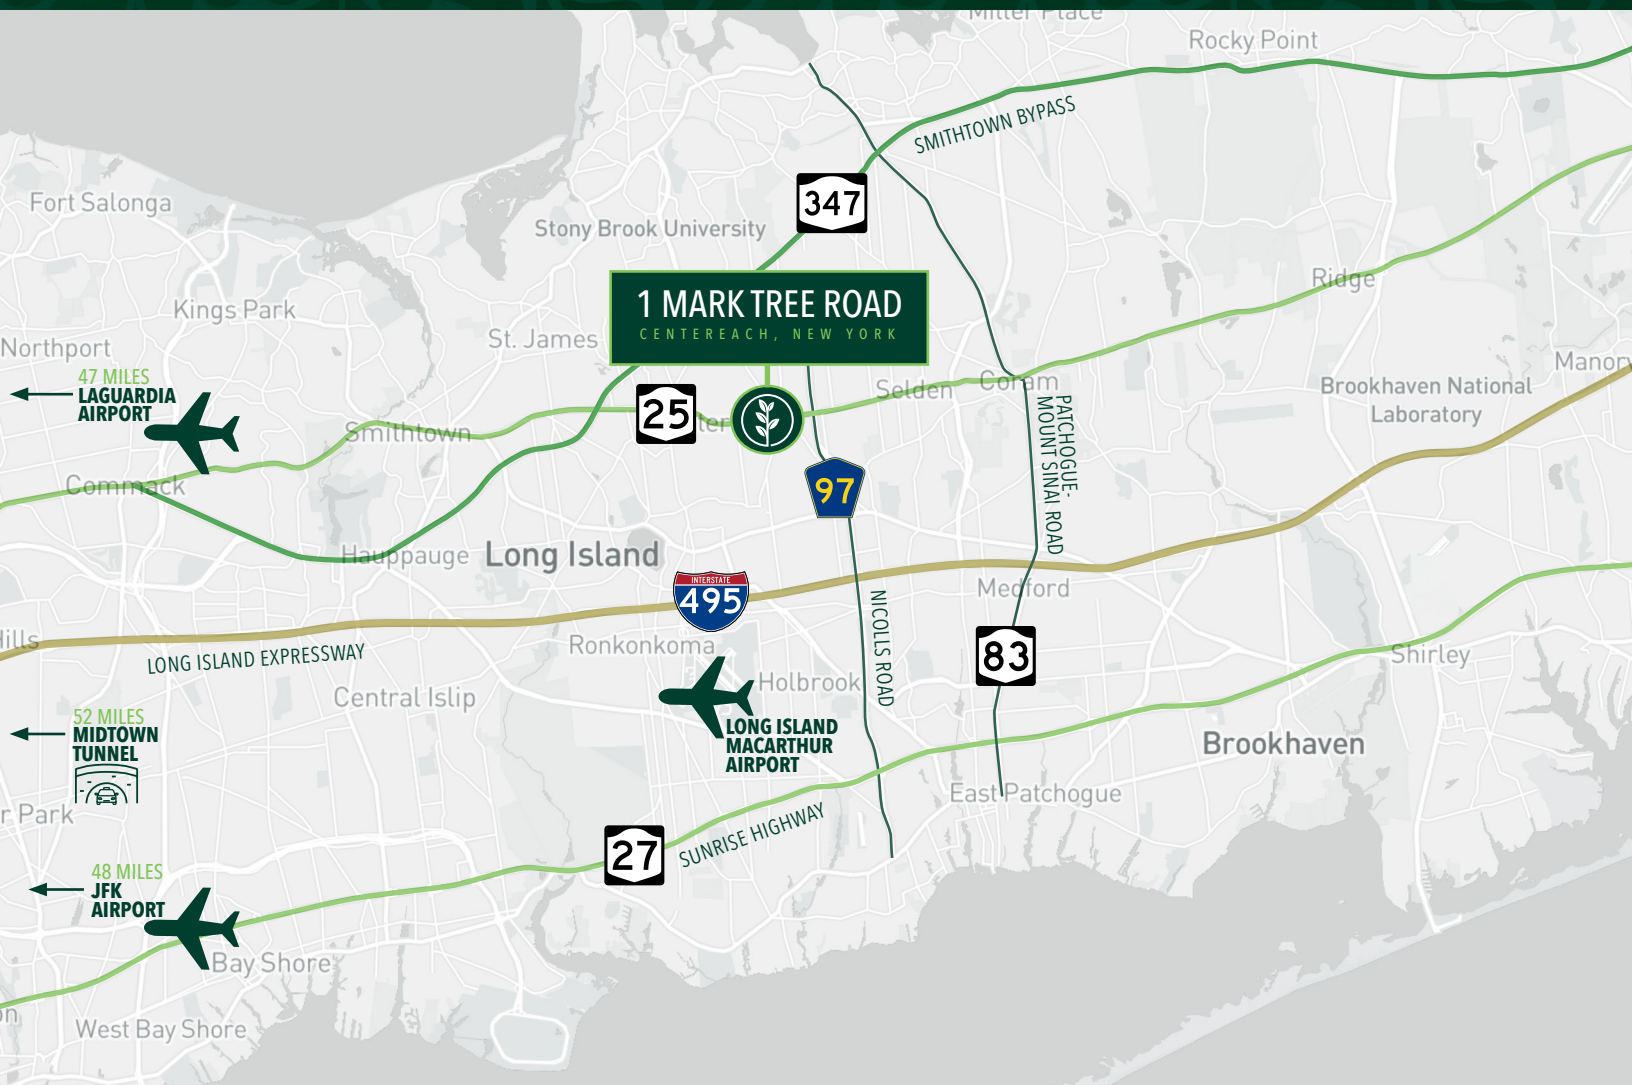 Miller Place
Rocky Point
SMITHTOWN BYPASS
Fort Salonga
347
Stony Brook University
Ridge
Kings Park
1 MARK TREE ROAD
CENTEREACH, NEW YORK
St. James
Northport
47 MILES
LAGUARDIA
AIRPORT
25
Selden
Coram
Brookhaven National
Laboratory
Smithtown
PATCHOGUE-
MOUNT SINAI ROAD
Commack
97
Hauppauge
Long Island
INTERSTATE
495
Medford
NICOLLS ROAD
Ronkonkoma
LONG ISLAND EXPRESSWAY
83
Shirley
Central Islip
Holbrook
52 MILES
MIDTOWN
TUNNEL
LONG ISLAND
MACARTHUR
AIRPORT
Brookhaven
East Patchogue
r Park
27
SUNRISE HIGHWAY
48 MILES
JFK
AIRPORT
Bay Shore
West Bay Shore